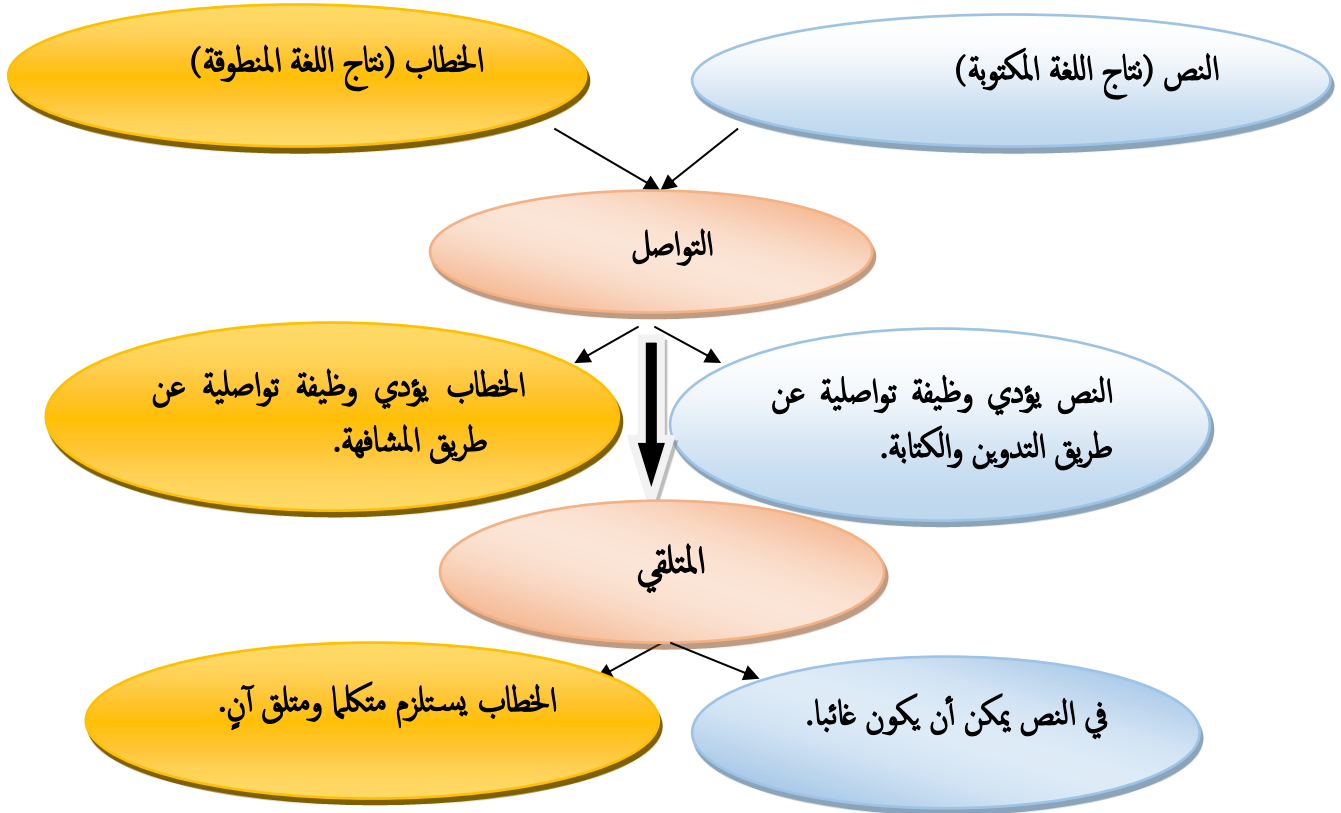 النص (نتاج اللغة المكتوبة)
الخطاب (نتاج اللغة المنطوقة)
التواصل
النص يؤدي وظيفة تواصلية عن
طريق التدوين والكتابة.
الخطاب يؤدي وظيفة تواصلية عن
طريق المشافهة.
المتلقي
في النص يمكن أن يكون غائبا.
الخطاب يستلزم متكلما ومتلق آنٍ.